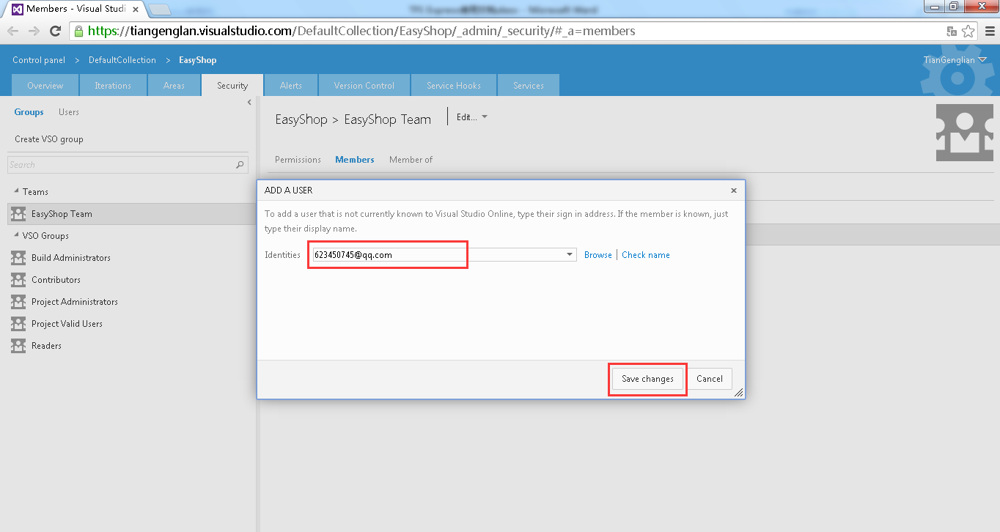 Members - Visual Studi
https://tiangenglan.visualstudio.com/DefaultCollection/EasyShop/_admin/_security/#_a=members
Control panel > DefaultCollection > EasyShop
TianGenglian
Overview Iterations Areas Security Alerts Version Control Service Hooks Services
Groups Users
Create VSO group
Search
Teams
EasyShop Team
VSO Groups
Build Administrators
Contributors
Project Administrators
Project Valid Users
Readers
EasyShop > EasyShop Team Edit...
Permissions Members Member of
ADD A USER
To add a user that is not currently known to Visual Studio Online, type their sign in address. If the member is known, just
type their display name.
Identities 623450745@qq.com Browse Check name
Save changes Cancel